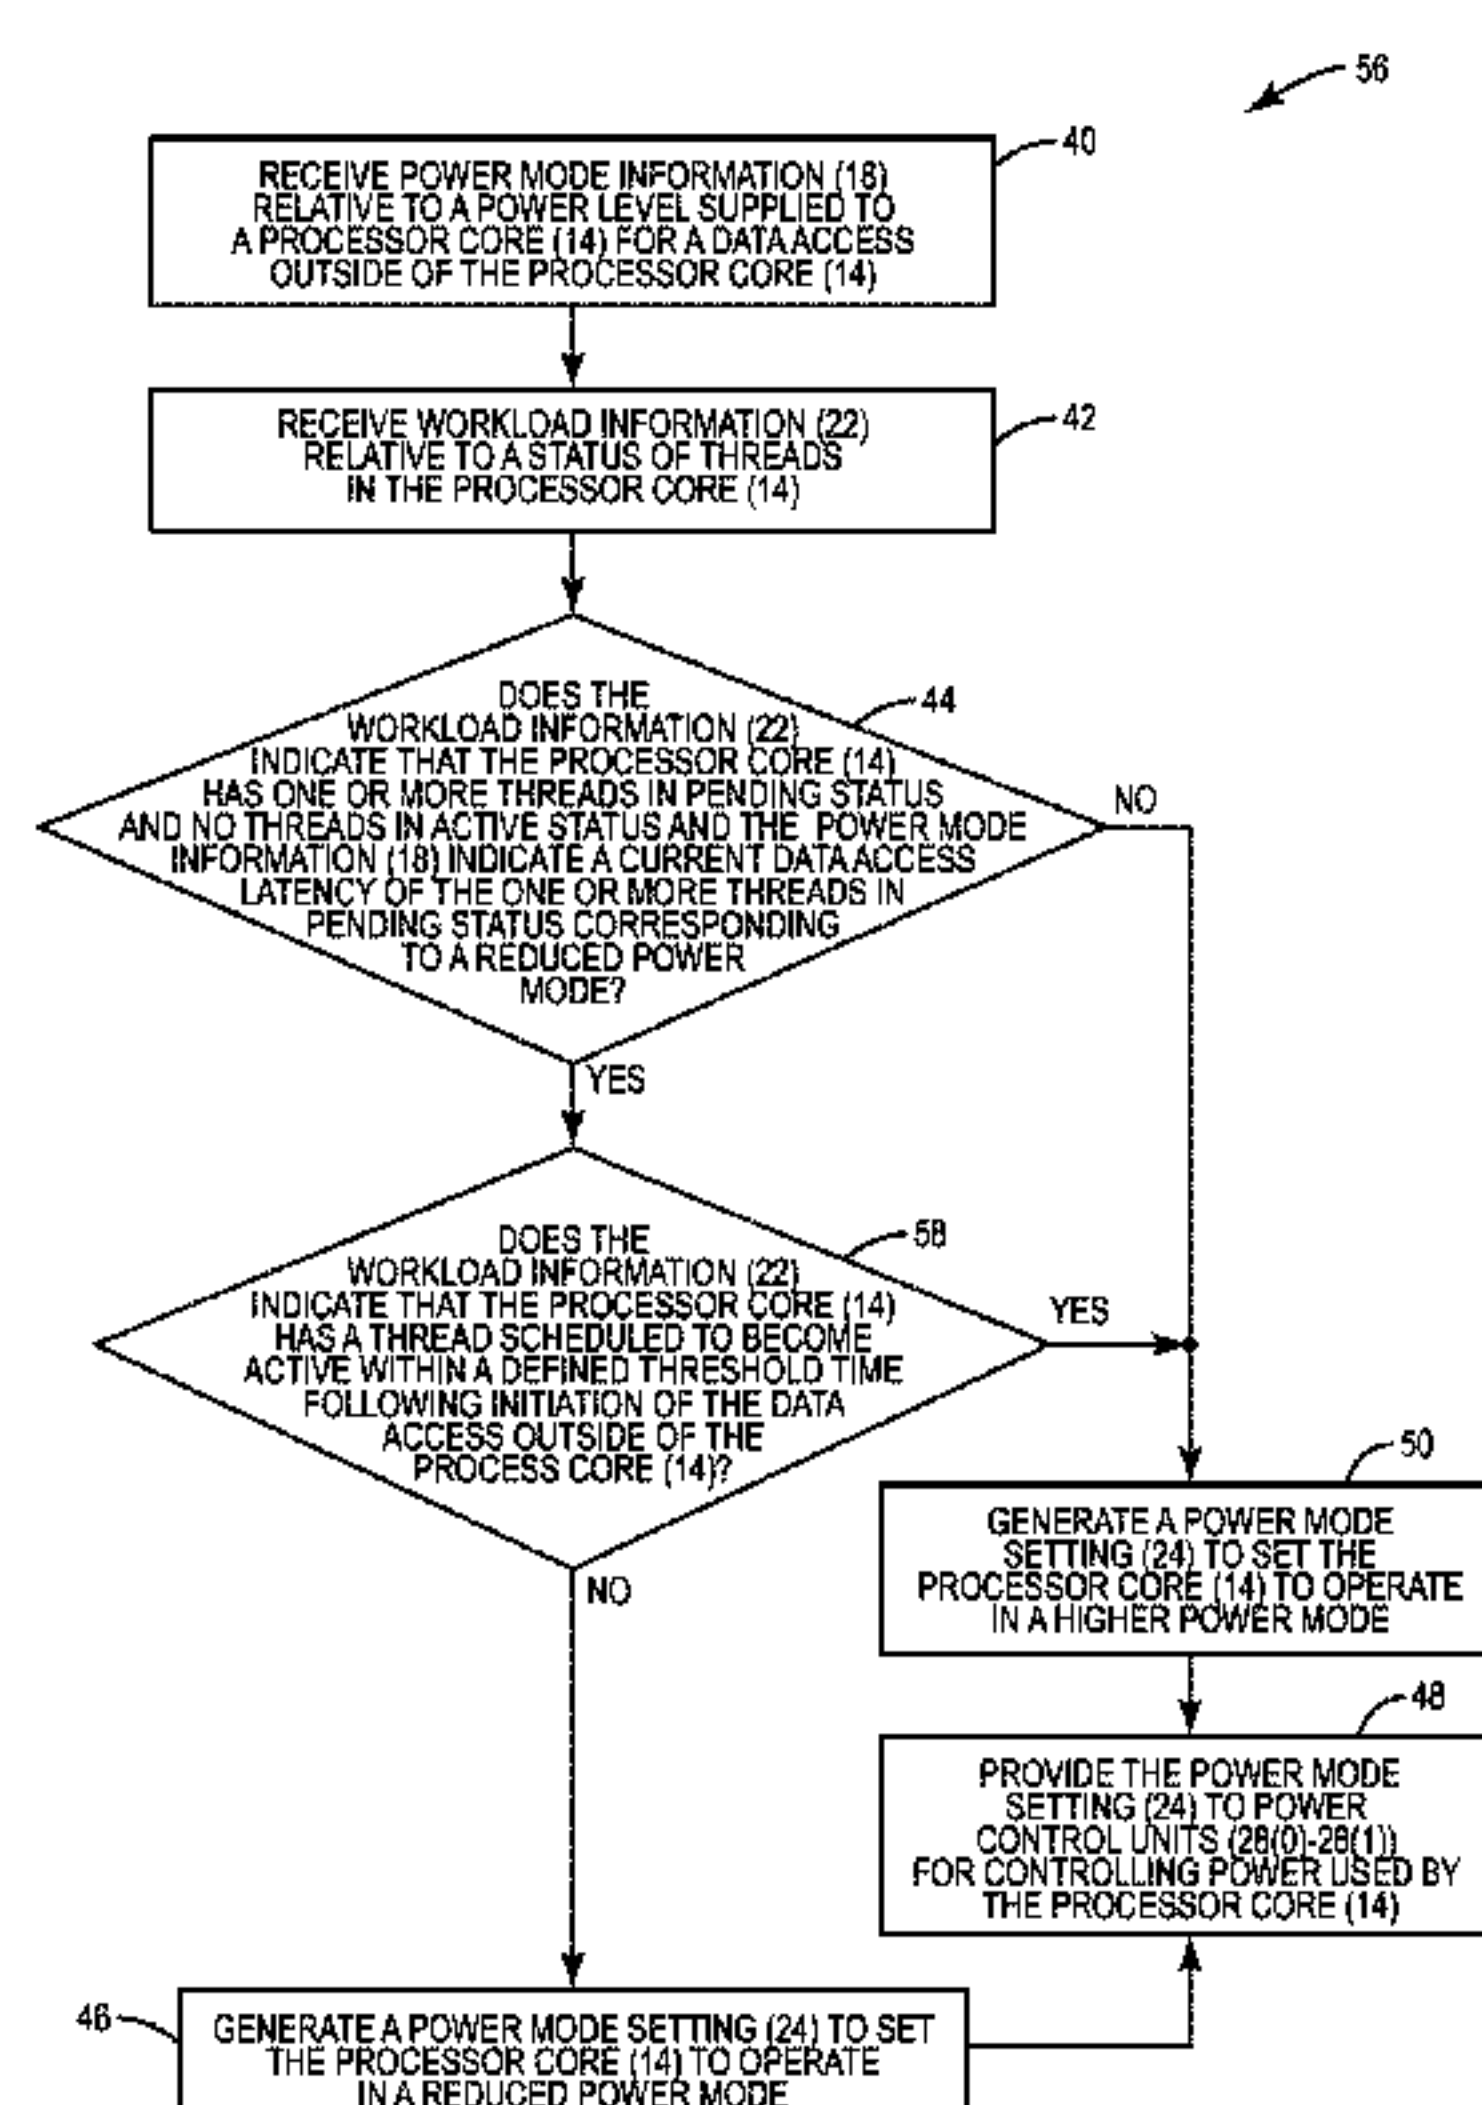 56
40
RECEIVE POWER MODE INFORMATION (18)
RELATIVE TO A POWER LEVEL SUPPLIED TO
A PROCESSOR CORE (14) FOR A DATA ACCESS
OUTSIDE OF THE PROCESSOR CORE (14)
42
RECEIVE WORKLOAD INFORMATION (22)
RELATIVE TO A STATUS OF THREADS
IN THE PROCESSOR CORE (14)
44
DOES THE
WORKLOAD INFORMATION (22)
INDICATE THAT THE PROCESSOR CORE (14)
HAS ONE OR MORE THREADS IN PENDING STATUS
AND NO THREADS IN ACTIVE STATUS AND THE POWER MODE
INFORMATION (18) INDICATE A CURRENT DATA ACCESS
LATENCY OF THE ONE OR MORE THREADS IN
PENDING STATUS CORRESPONDING
TO A REDUCED POWER
MODE?
NO
YES
58
DOES THE
WORKLOAD INFORMATION (22)
INDICATE THAT THE PROCESSOR CORE (14)
HAS A THREAD SCHEDULED TO BECOME
ACTIVE WITHIN A DEFINED THRESHOLD TIME
FOLLOWING INITIATION OF THE DATA
ACCESS OUTSIDE OF THE
PROCESS CORE (14)?
YES
NO
50
GENERATE A POWER MODE
SETTING (24) TO SET THE
PROCESSOR CORE (14) TO OPERATE
IN A HIGHER POWER MODE
48
PROVIDE THE POWER MODE
SETTING (24) TO POWER
CONTROL UNITS (28(0)-28(1))
FOR CONTROLLING POWER USED BY
THE PROCESSOR CORE (14)
46
GENERATE A POWER MODE SETTING (24) TO SET
THE PROCESSOR CORE (14) TO OPERATE
IN A REDUCED POWER MODE